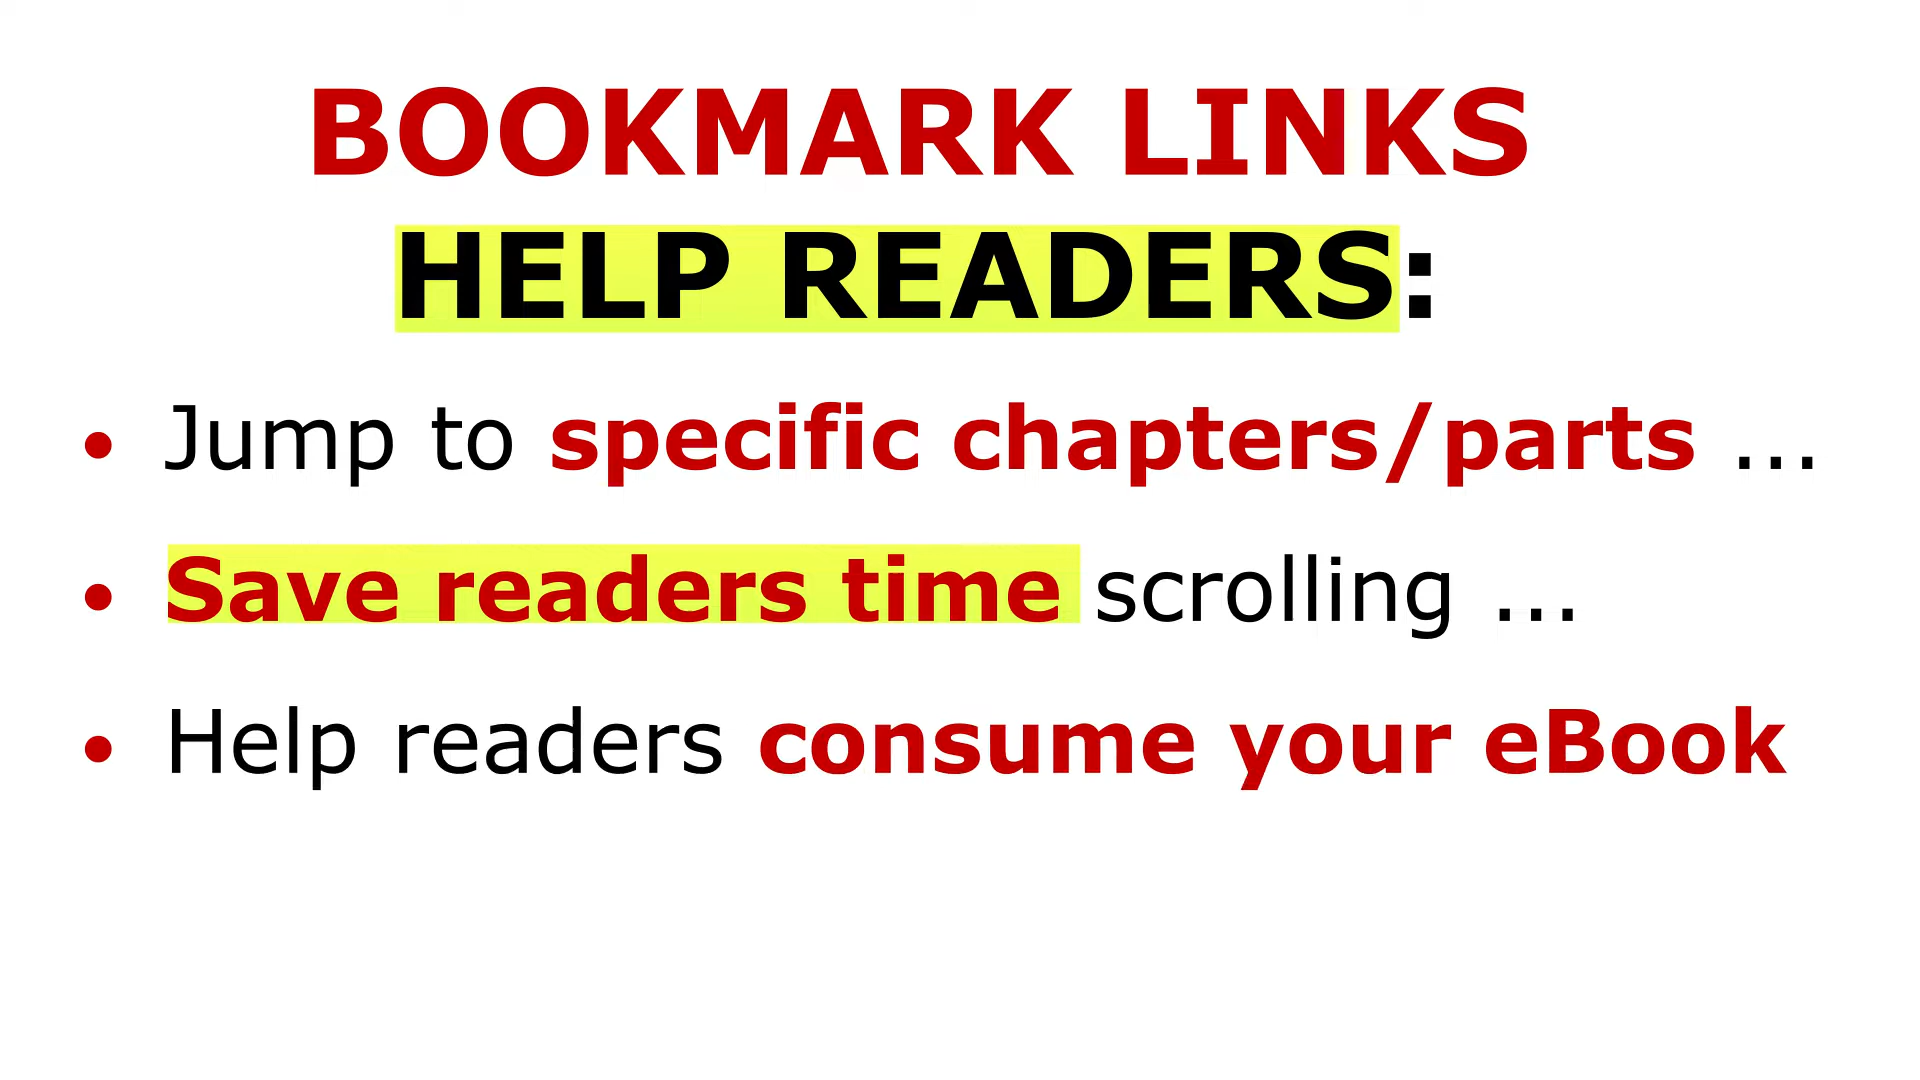 BOOKMARK LINKS
HELP READERS:
• Jump to specific chapters/parts ...
• Save readers time scrolling ...
• Help readers consume your eBook